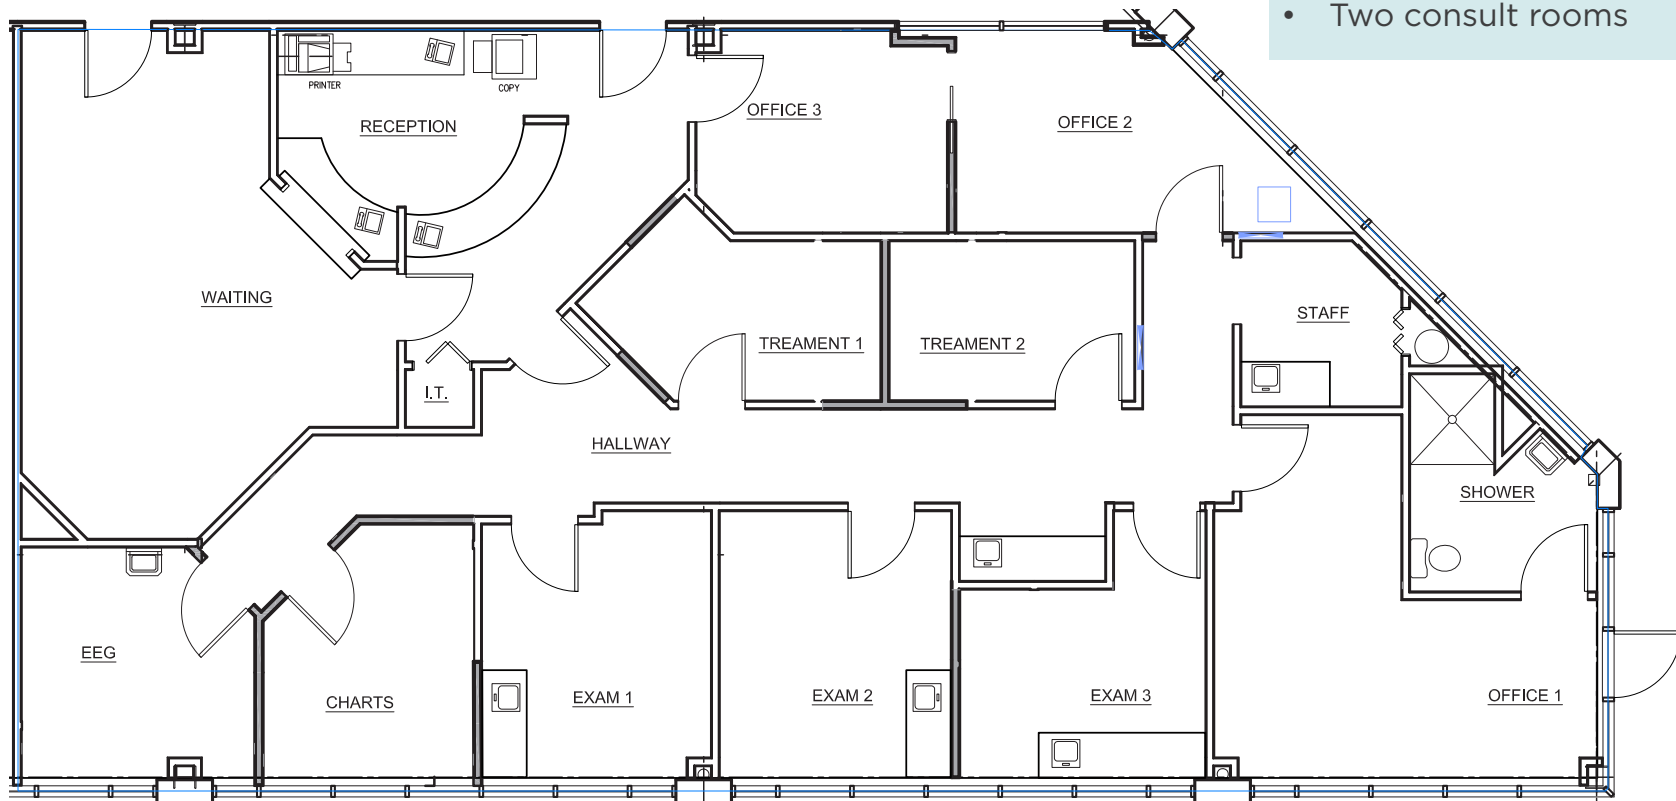 • Two consult rooms
PRINTER
COPY
RECEPTION
OFFICE 3
OFFICE 2
WAITING
STAFF
TREAMENT 1
TREAMENT 2
I.T.
HALLWAY
SHOWER
EEG
CHARTS
EXAM 1
EXAM 2
EXAM 3
OFFICE 1